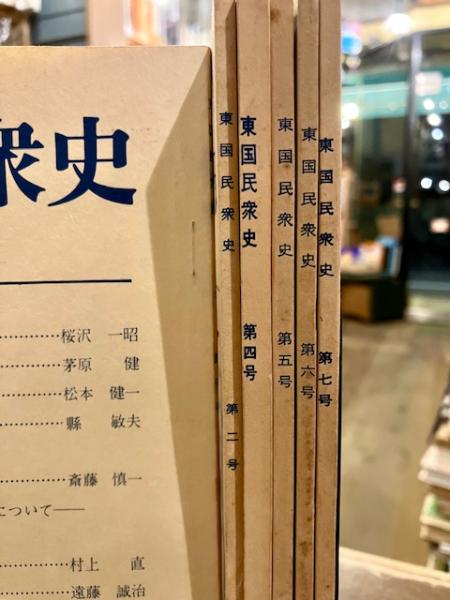 衆史
桜沢 一昭
茅原 健
松本 健一
縣 敏夫
斎藤 慎一
について――
村上 直
遠藤 誠治
東国民衆史 第二号
東国民衆史 第四号
東国民衆史 第五号
東国民衆史 第六号
東国民衆史 第七号